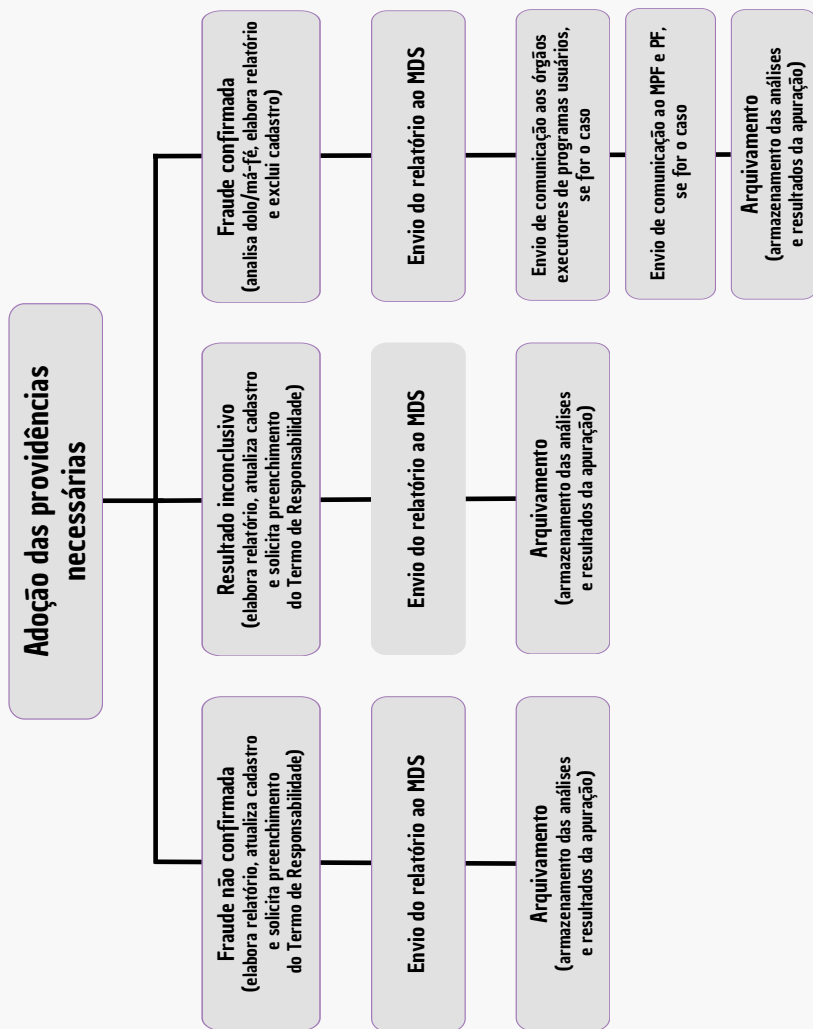 Adoção das providências
necessárias
Fraude não confirmada
(elabora relatório, atualiza cadastro
e solicita preenchimento
do Termo de Responsabilidade)
Envio do relatório ao MDS
Arquivamento
(armazenamento das análises
e resultados da apuração)
Resultado inconclusivo
(elabora relatório, atualiza cadastro
e solicita preenchimento
do Termo de Responsabilidade)
Envio do relatório ao MDS
Arquivamento
(armazenamento das análises
e resultados da apuração)
Fraude confirmada
(analisa dolo/má-fé, elabora relatório
e exclui cadastro)
Envio do relatório ao MDS
Envio de comunicação aos órgãos
executores de programas usuários,
se for o caso
Envio de comunicação ao MPF e PF,
se for o caso
Arquivamento
(armazenamento das análises
e resultados da apuração)